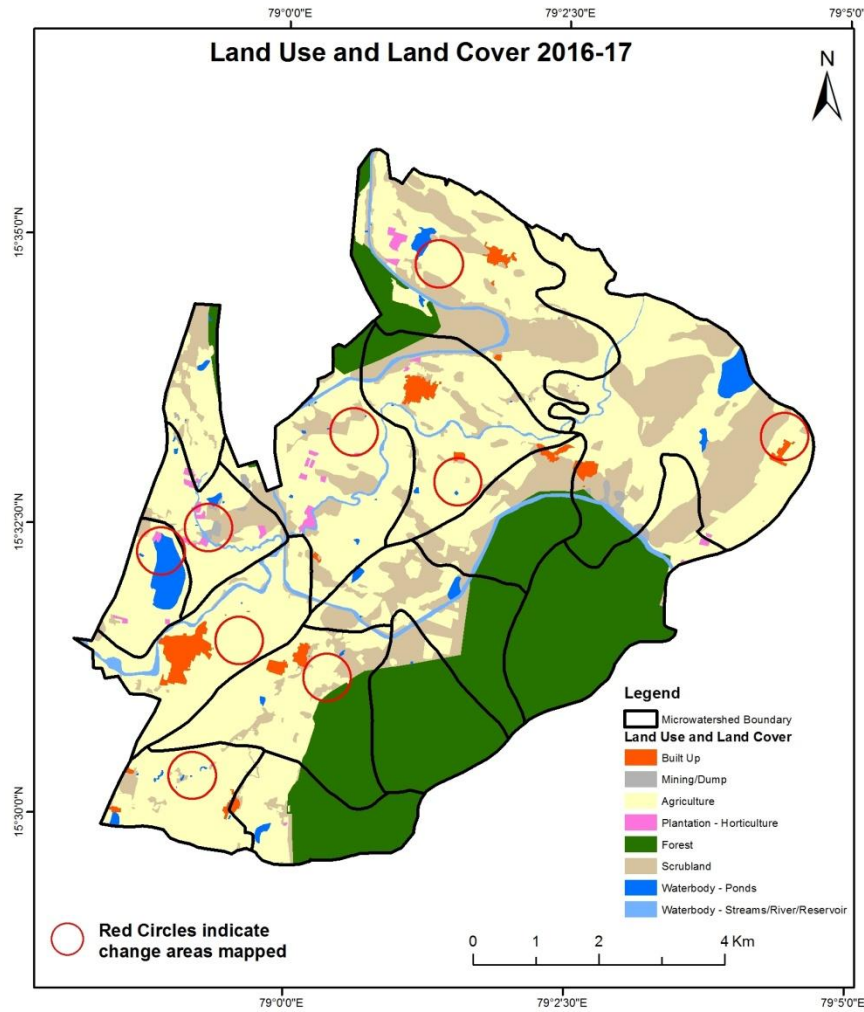 79°0'0"E 79°2'30"E 79°5'0"E
Land Use and Land Cover 2016-17
N
15°35'0"N
15°32'30"N
15°30'0"N
Legend
Microwatershed Boundary
Land Use and Land Cover
Built Up
Mining/Dump
Agriculture
Plantation - Horticulture
Forest
Scrubland
Waterbody - Ponds
Waterbody - Streams/River/Reservoir
Red Circles indicate
change areas mapped
0 1 2 4 Km
79°0'0"E 79°2'30"E 79°5'0"E